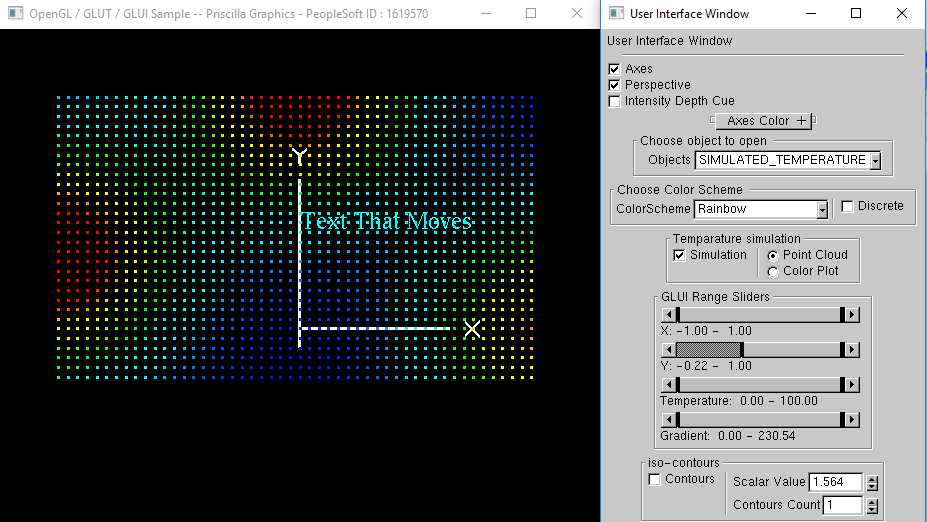 OpenGL / GLUT / GLUI Sample -- Priscilla Graphics - PeopleSoft ID : 1619570
Y
Text That Moves
X
User Interface Window
User Interface Window
Axes
Perspective
Intensity Depth Cue
Axes Color +
Choose object to open
Objects SIMULATED_TEMPERATURE
Choose Color Scheme
ColorScheme Rainbow Discrete
Temparature simulation
Simulation Point Cloud
Color Plot
GLUI Range Sliders
X: -1.00 - 1.00
Y: -0.22 - 1.00
Temperature: 0.00 - 100.00
Gradient: 0.00 - 230.54
iso-contours
Contours Scalar Value 1.564
Contours Count 1